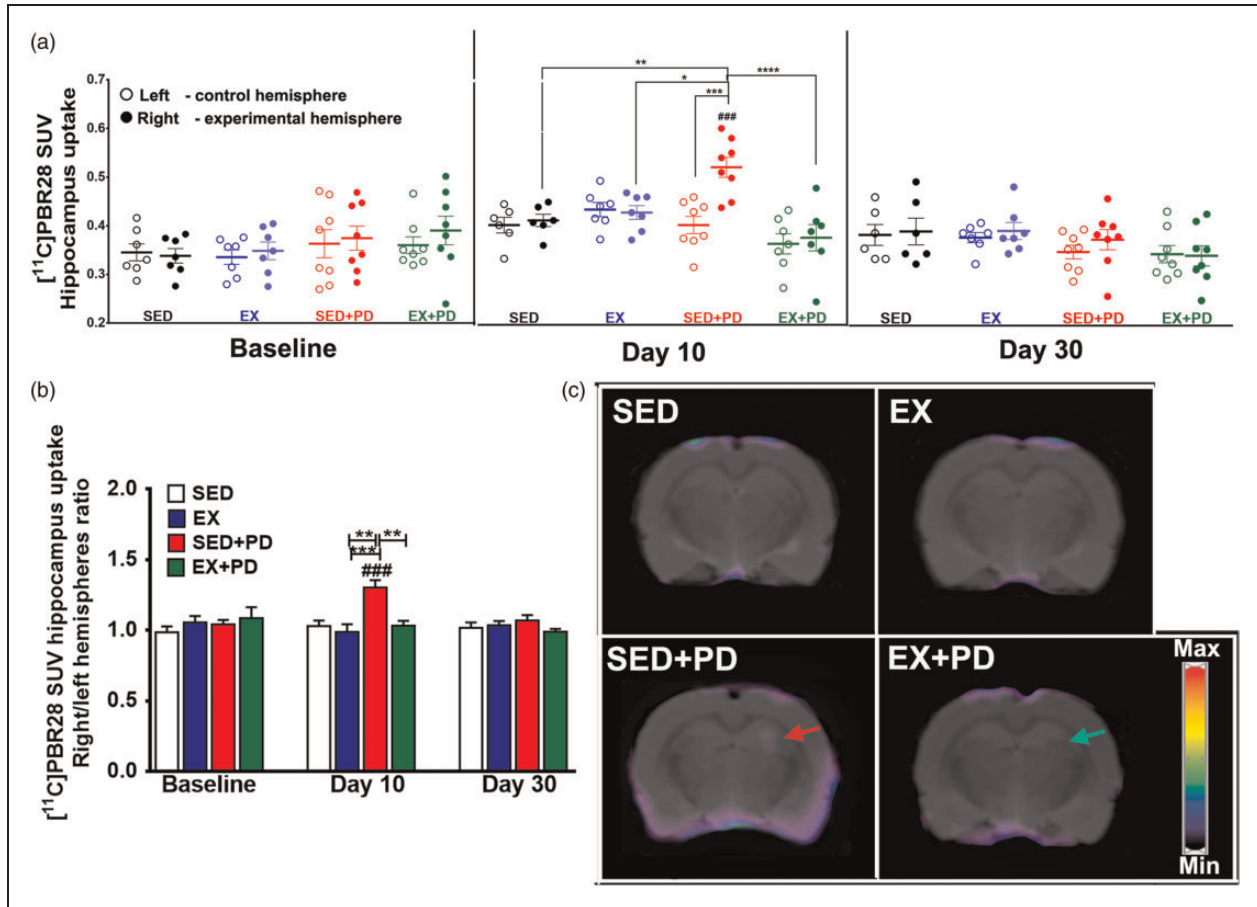 (a)
[¹¹C]PBR28 SUV
Hippocampus uptake
0.7
0.6
0.5
0.4
0.3
0.2
Left - control hemisphere
Right - experimental hemisphere
**
*
****
***
###
SED
EX
SED+PD
EX+PD
SED
EX
SED+PD
EX+PD
SED
EX
SED+PD
EX+PD
Baseline
Day 10
Day 30
(b)
[¹¹C]PBR28 SUV hippocampus uptake
Right/left hemispheres ratio
2.0
1.5
1.0
0.5
0.0
SED
EX
SED+PD
EX+PD
** **
***
###
Baseline
Day 10
Day 30
(c)
SED
EX
SED+PD
EX+PD
Max
Min